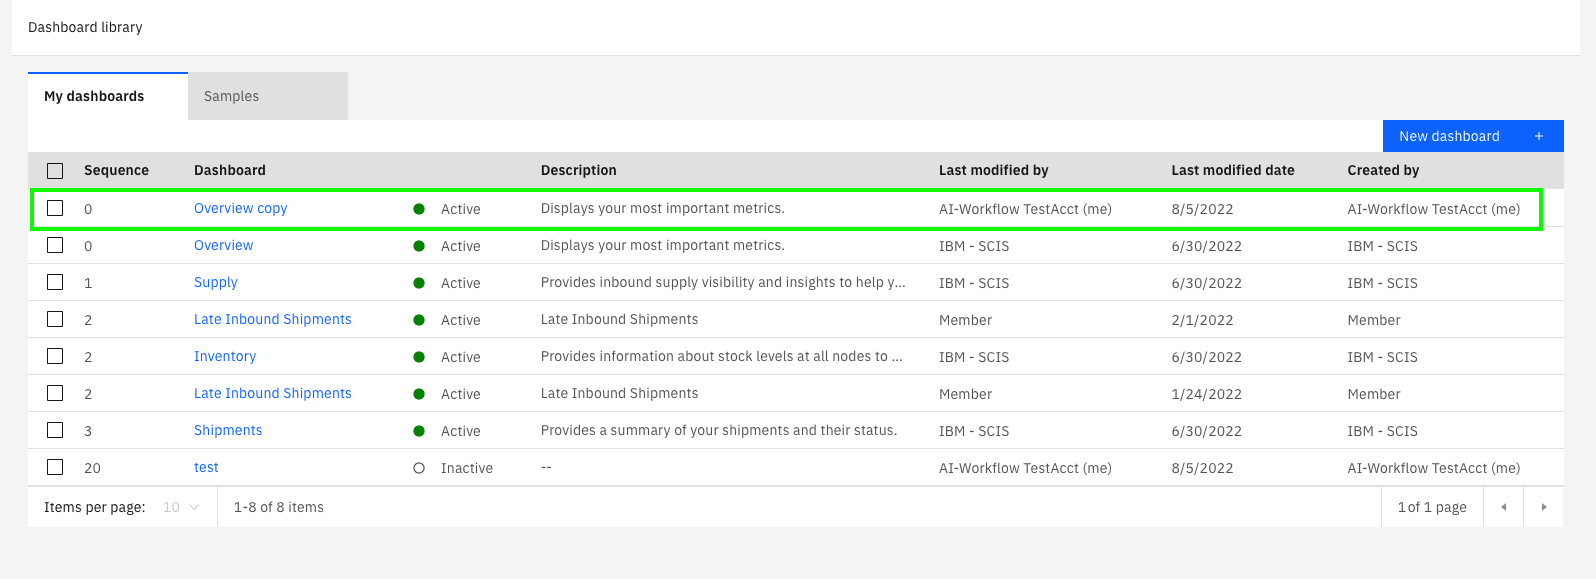 Dashboard library
My dashboards Samples
New dashboard +
Sequence Dashboard Description Last modified by Last modified date Created by
0 Overview copy Active Displays your most important metrics. AI-Workflow TestAcct (me) 8/5/2022 AI-Workflow TestAcct (me)
0 Overview Active Displays your most important metrics. IBM - SCIS 6/30/2022 IBM - SCIS
1 Supply Active Provides inbound supply visibility and insights to help y... IBM - SCIS 6/30/2022 IBM - SCIS
2 Late Inbound Shipments Active Late Inbound Shipments Member 2/1/2022 Member
2 Inventory Active Provides information about stock levels at all nodes to ... IBM - SCIS 6/30/2022 IBM - SCIS
2 Late Inbound Shipments Active Late Inbound Shipments Member 1/24/2022 Member
3 Shipments Active Provides a summary of your shipments and their status. IBM - SCIS 6/30/2022 IBM - SCIS
20 test Inactive -- AI-Workflow TestAcct (me) 8/5/2022 AI-Workflow TestAcct (me)
Items per page: 10 1-8 of 8 items 1 of 1 page